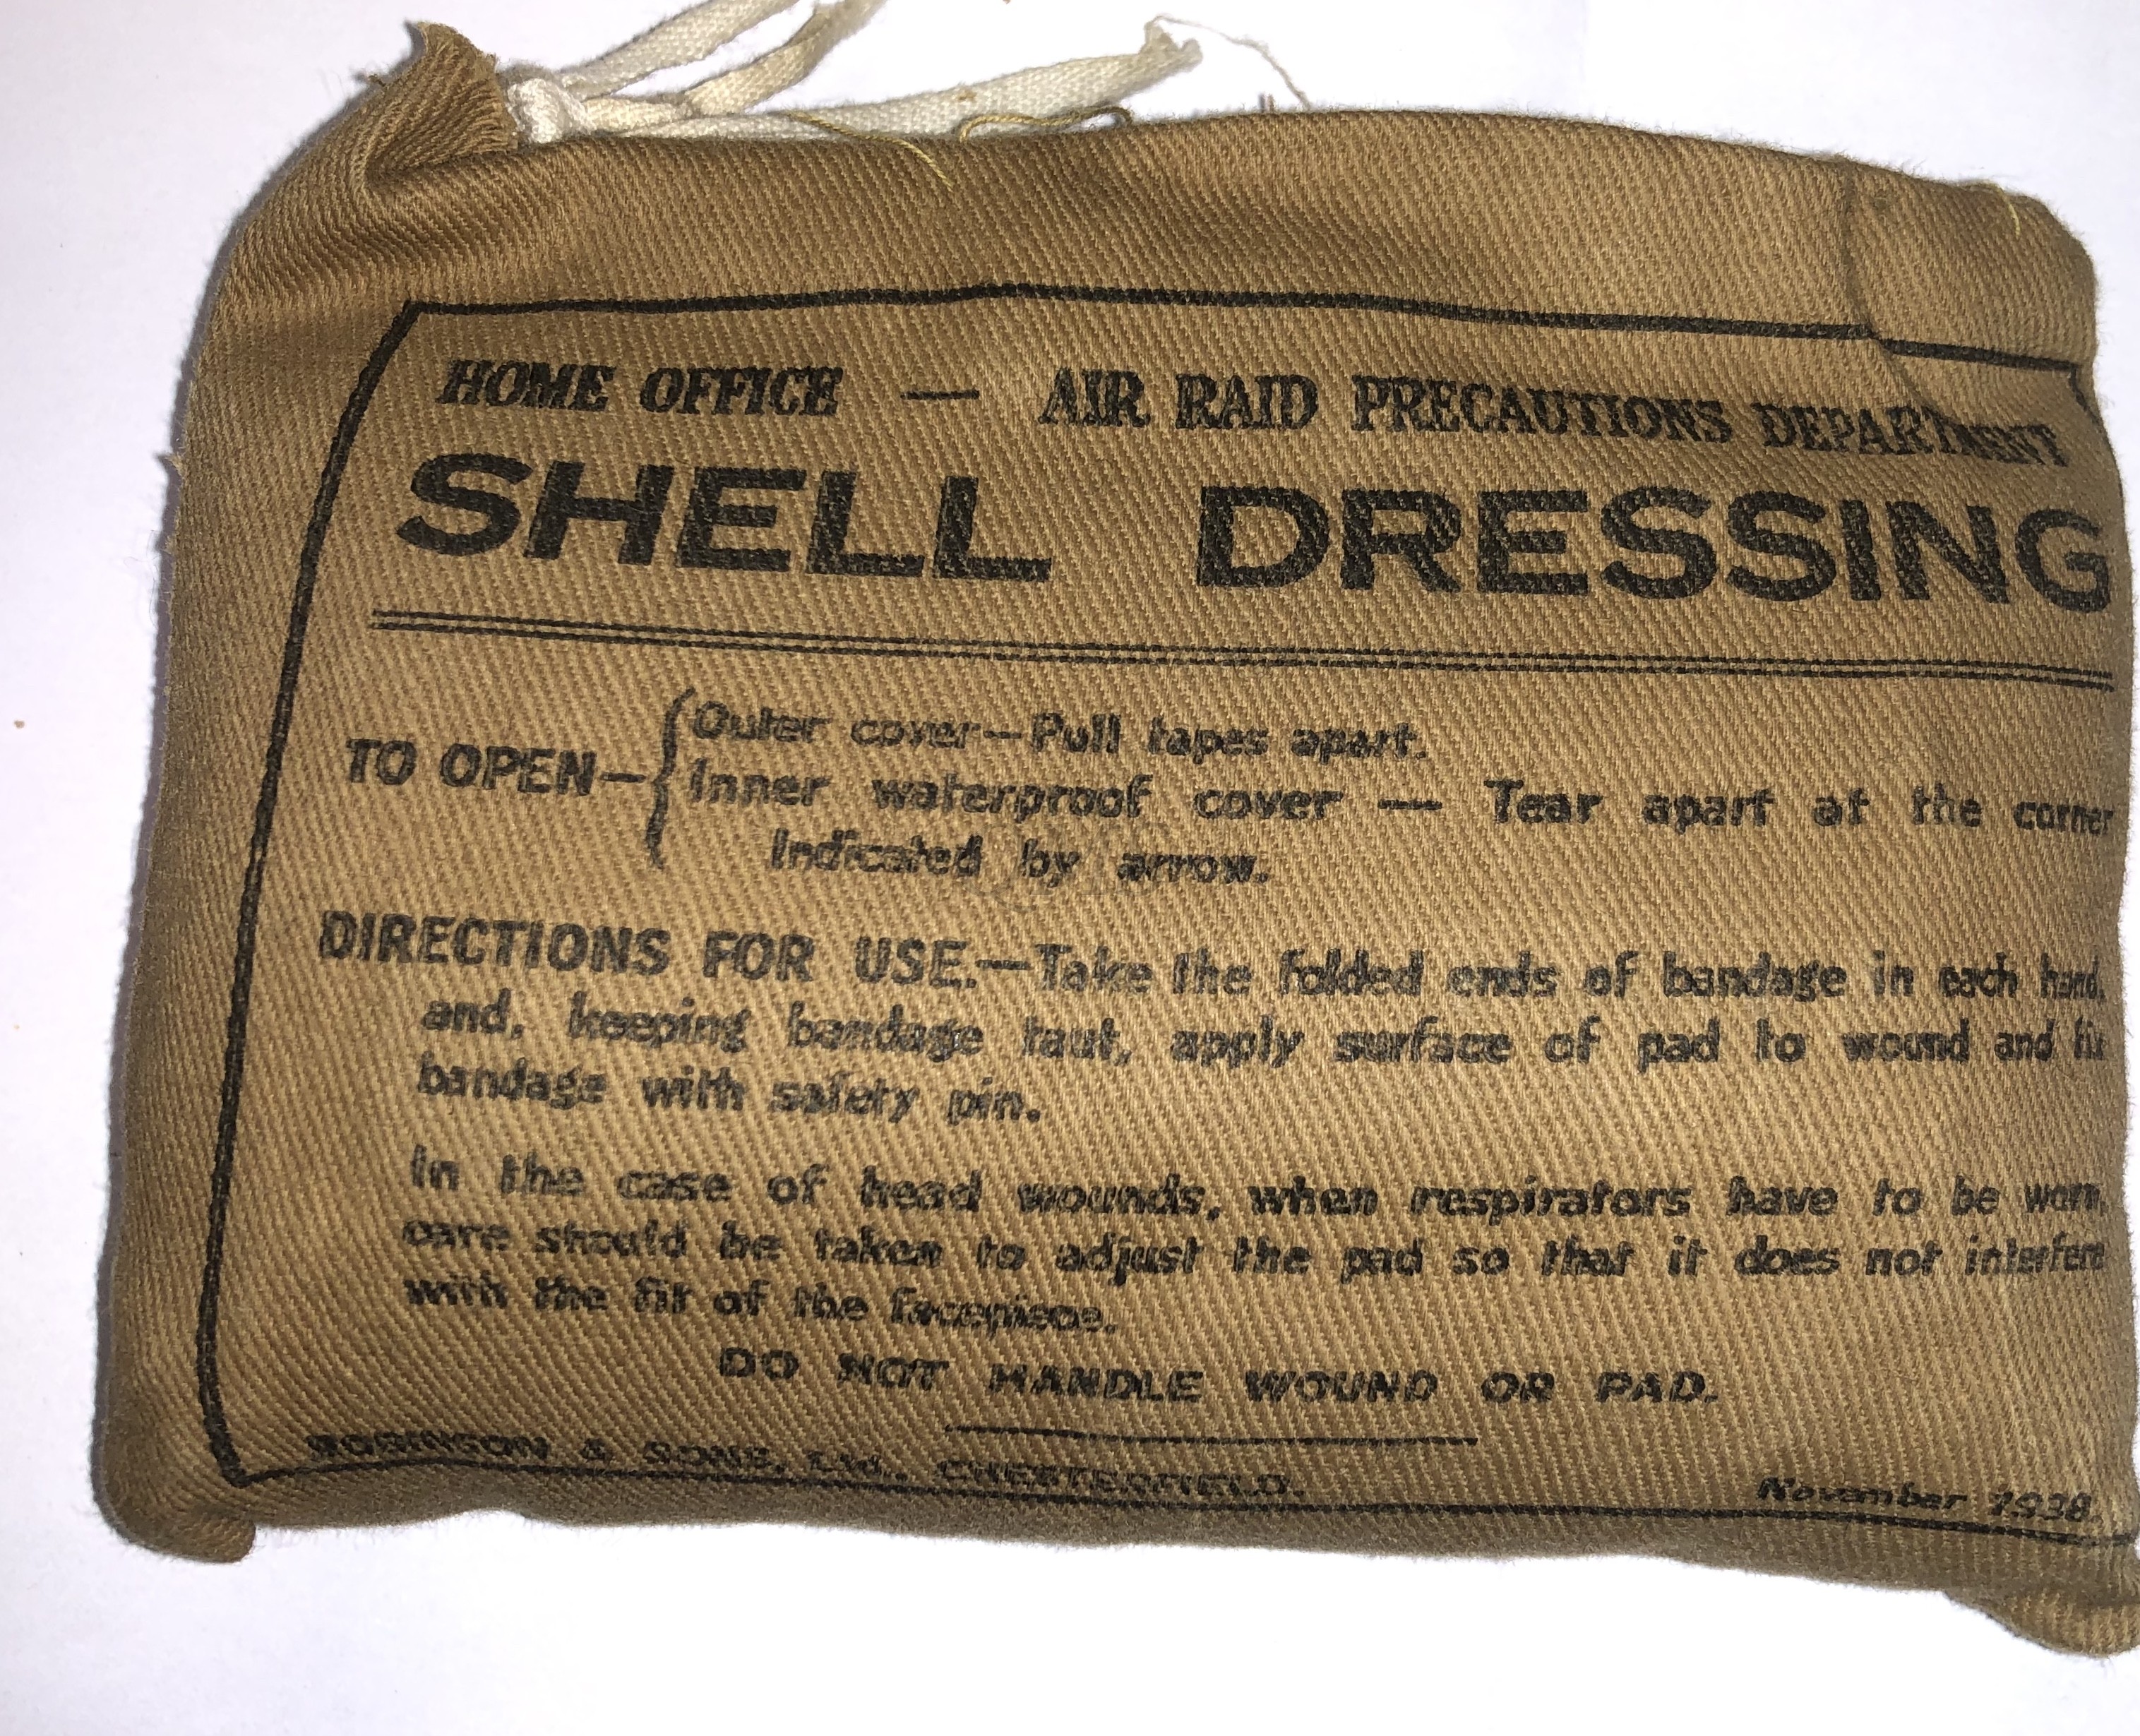 HOME OFFICE — AIR RAID PRECAUTIONS DEPARTMENT
SHELL DRESSING
TO OPEN— { Outer cover—Pull tapes apart.
Inner waterproof cover — Tear apart at the corner
Indicated by arrow.
DIRECTIONS FOR USE.—Take the folded ends of bandage in each hand,
and, keeping bandage taut, apply surface of pad to wound and fix
bandage with safety pin.
In the case of head wounds, when respirators have to be worn,
care should be taken to adjust the pad so that it does not interfere
with the fit of the facepiece.
DO NOT HANDLE WOUND OR PAD.
ROBINSON & SONS, Ltd., CHESTERFIELD.
November 1938.